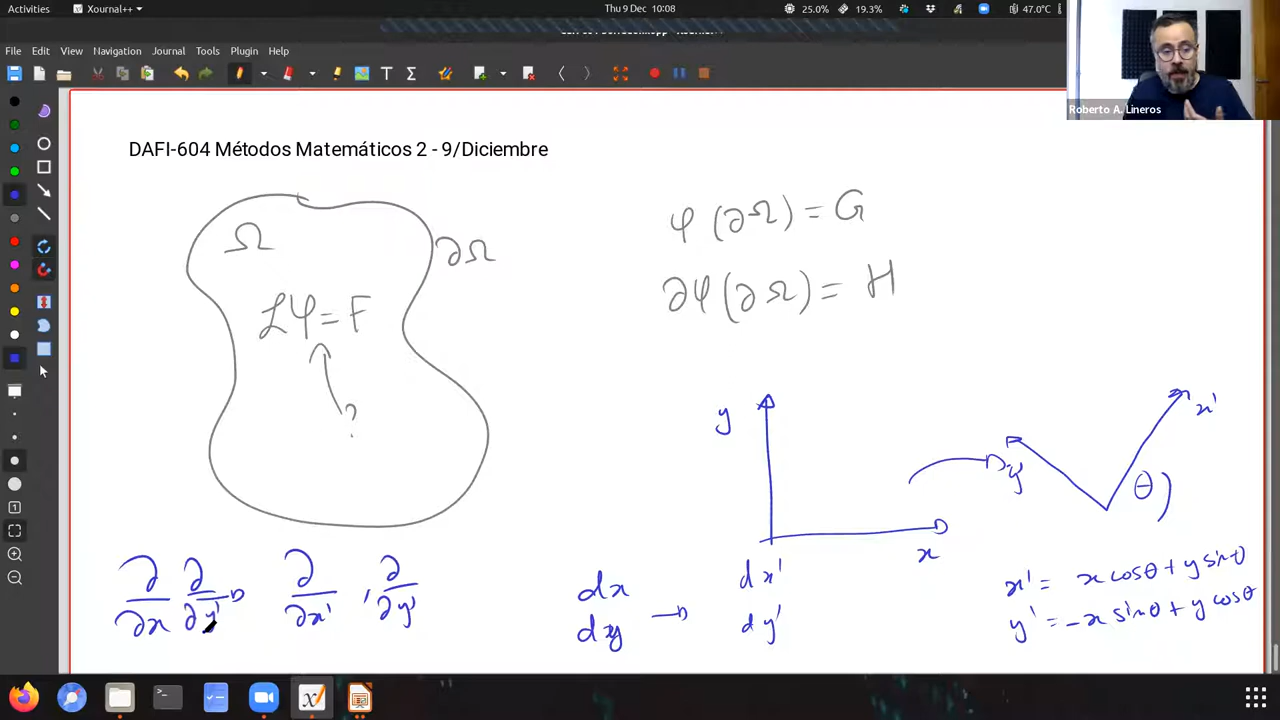 Activities Xournal++ Thu 9 Dec 10:08 25.0% 19.3% 47.0°C
File Edit View Navigation Journal Tools Plugin Help
Roberto A. Lineros
DAFI-604 Métodos Matemáticos 2 - 9/Diciembre
Ω
∂Ω
ℒφ = F
?
φ(∂Ω) = G
∂φ(∂Ω) = H
y
x
y'
x'
θ
∂/∂x ∂/∂y' → ∂/∂x' , ∂/∂y'
dx → dx'
dy → dy'
x' = x cosθ + y sinθ
y' = -x sinθ + y cosθ